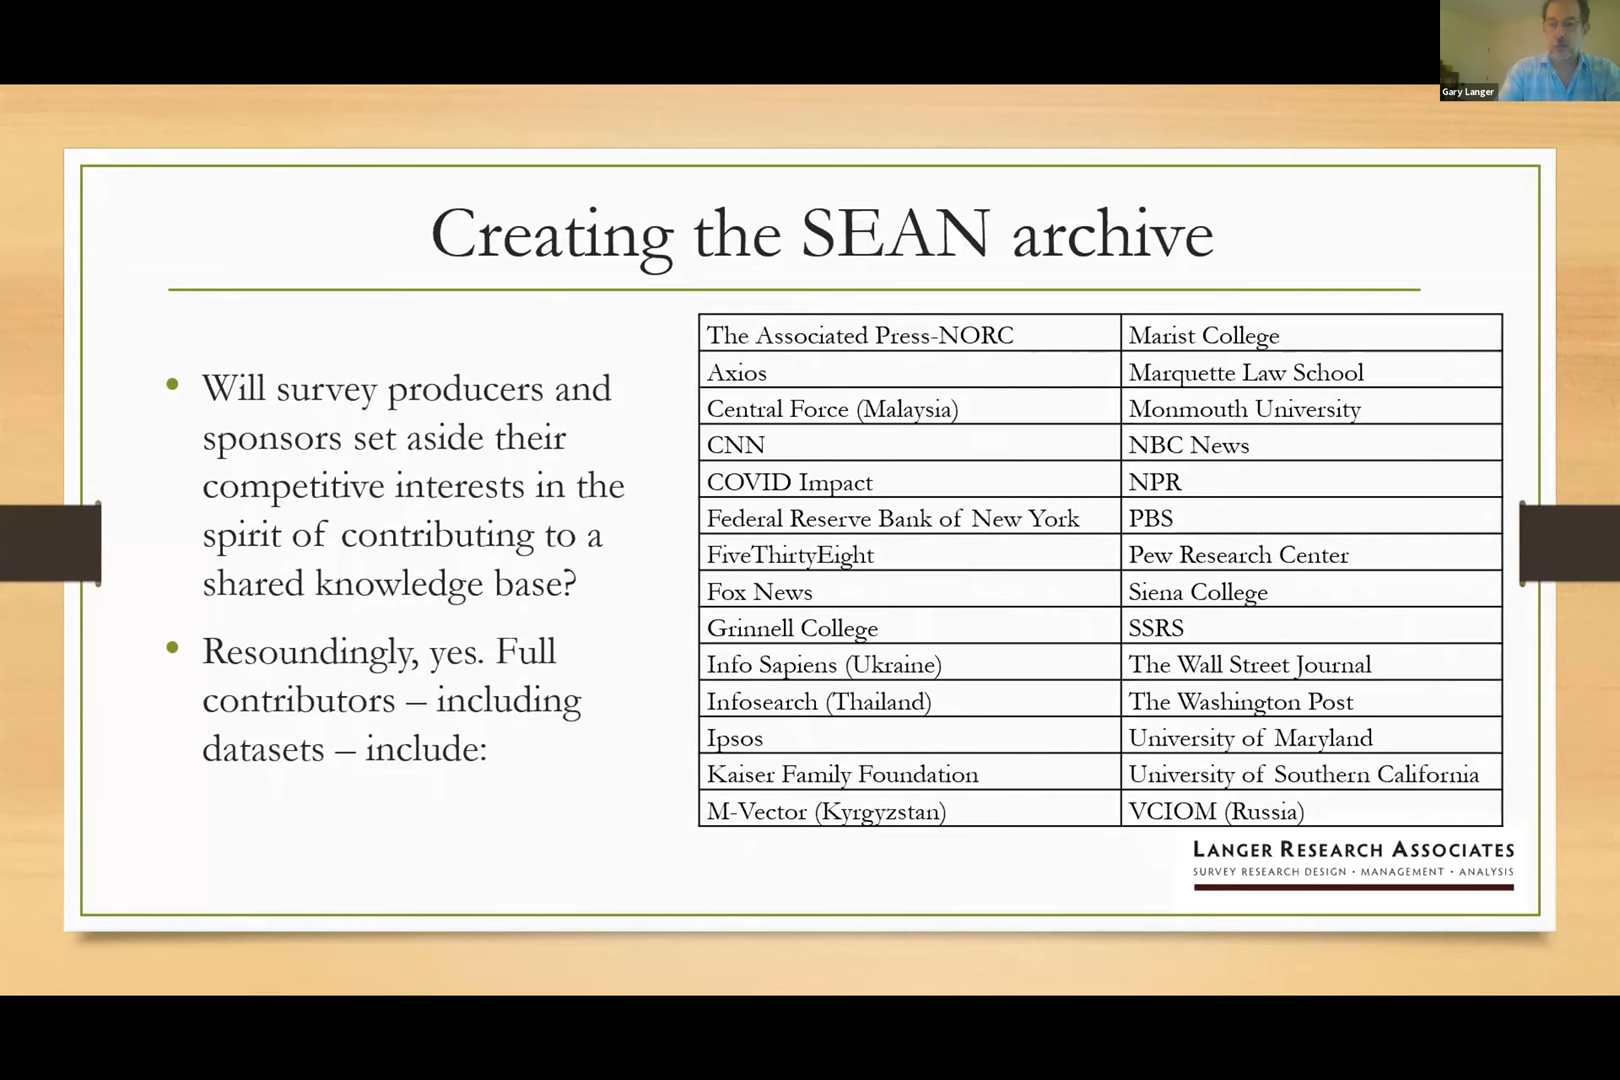 Gary Langer
Creating the SEAN archive
• Will survey producers and
sponsors set aside their
competitive interests in the
spirit of contributing to a
shared knowledge base?
• Resoundingly, yes. Full
contributors – including
datasets – include:
The Associated Press-NORC
Marist College
Axios
Marquette Law School
Central Force (Malaysia)
Monmouth University
CNN
NBC News
COVID Impact
NPR
Federal Reserve Bank of New York
PBS
FiveThirtyEight
Pew Research Center
Fox News
Siena College
Grinnell College
SSRS
Info Sapiens (Ukraine)
The Wall Street Journal
Infosearch (Thailand)
The Washington Post
Ipsos
University of Maryland
Kaiser Family Foundation
University of Southern California
M-Vector (Kyrgyzstan)
VCIOM (Russia)
LANGER RESEARCH ASSOCIATES
SURVEY RESEARCH DESIGN · MANAGEMENT · ANALYSIS